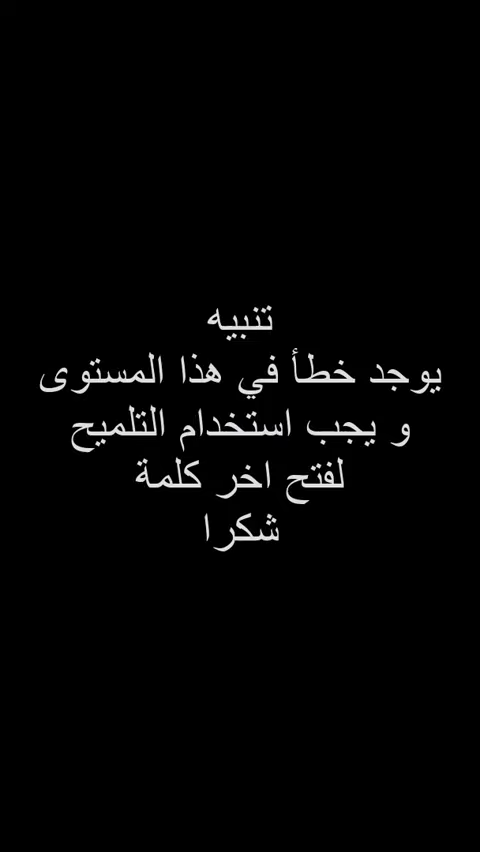 تنبيه
يوجد خطأ في هذا المستوى
و يجب استخدام التلميح
لفتح اخر كلمة
شكرا